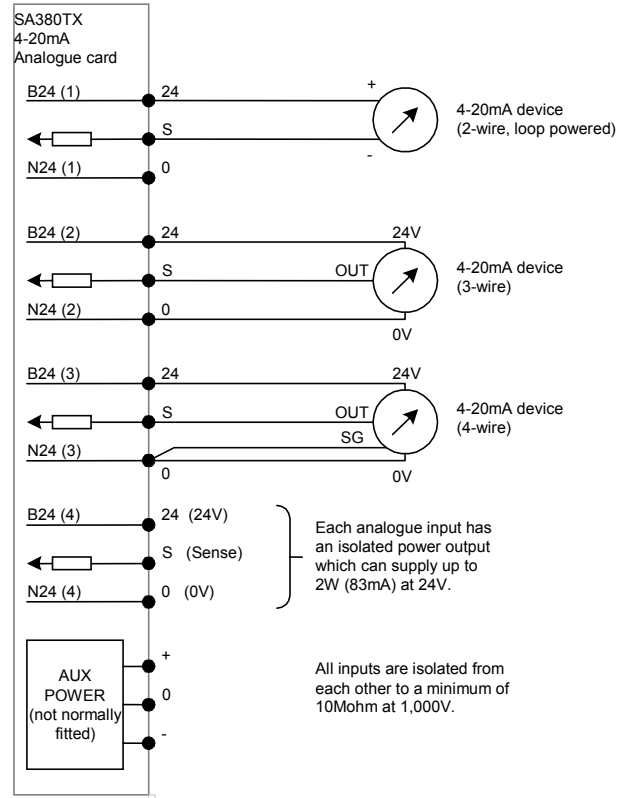 SA380TX
4-20mA
Analogue card
B24 (1)
24
+
S
N24 (1)
0
-
4-20mA device
(2-wire, loop powered)
B24 (2)
24
24V
S
OUT
N24 (2)
0
0V
4-20mA device
(3-wire)
B24 (3)
24
24V
S
OUT
SG
N24 (3)
0
0V
4-20mA device
(4-wire)
B24 (4)
24 (24V)
S (Sense)
N24 (4)
0 (0V)
Each analogue input has
an isolated power output
which can supply up to
2W (83mA) at 24V.
AUX
POWER
(not normally
fitted)
+
0
-
All inputs are isolated from
each other to a minimum of
10Mohm at 1,000V.